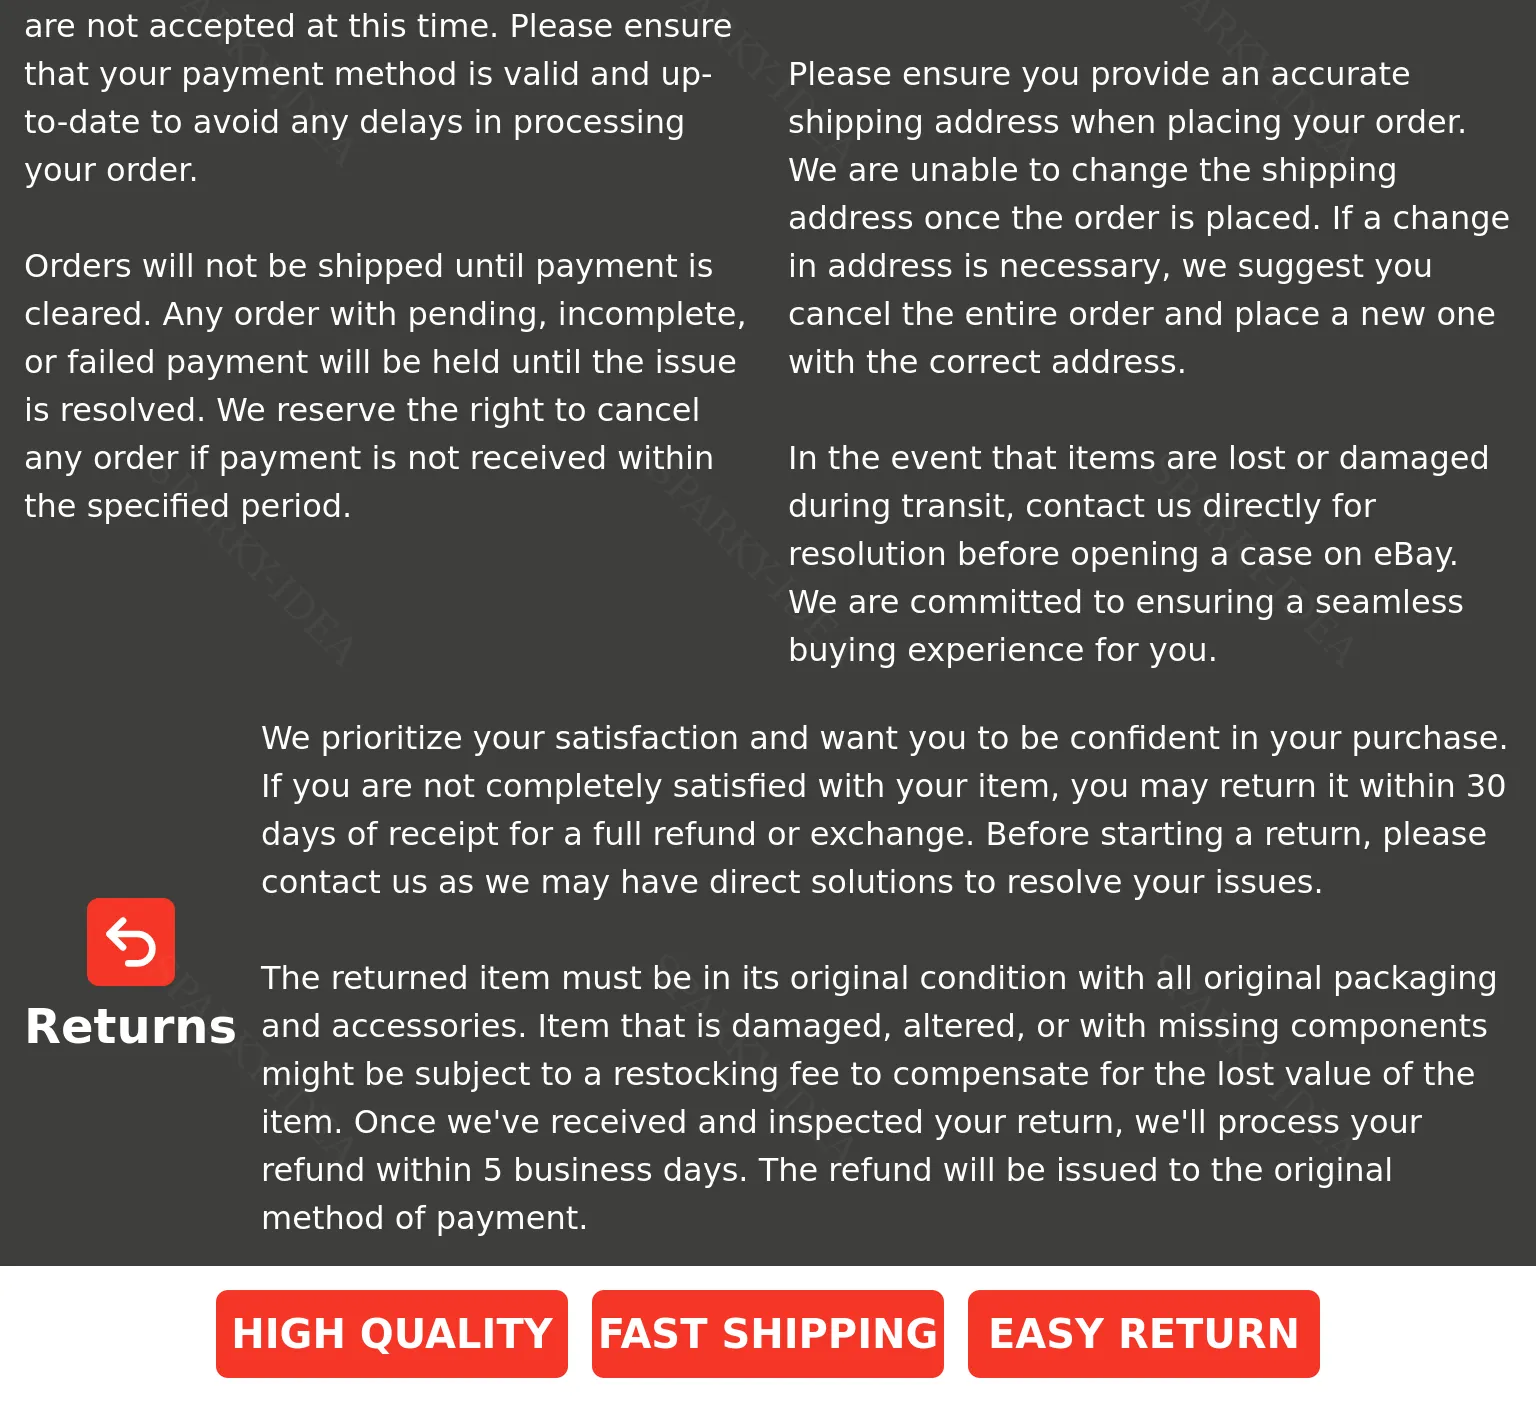 are not accepted at this time. Please ensure
that your payment method is valid and up-
to-date to avoid any delays in processing
your order.
Orders will not be shipped until payment is
cleared. Any order with pending, incomplete,
or failed payment will be held until the issue
is resolved. We reserve the right to cancel
any order if payment is not received within
the specified period.
Please ensure you provide an accurate
shipping address when placing your order.
We are unable to change the shipping
address once the order is placed. If a change
in address is necessary, we suggest you
cancel the entire order and place a new one
with the correct address.
In the event that items are lost or damaged
during transit, contact us directly for
resolution before opening a case on eBay.
We are committed to ensuring a seamless
buying experience for you.
Returns
We prioritize your satisfaction and want you to be confident in your purchase.
If you are not completely satisfied with your item, you may return it within 30
days of receipt for a full refund or exchange. Before starting a return, please
contact us as we may have direct solutions to resolve your issues.
The returned item must be in its original condition with all original packaging
and accessories. Item that is damaged, altered, or with missing components
might be subject to a restocking fee to compensate for the lost value of the
item. Once we've received and inspected your return, we'll process your
refund within 5 business days. The refund will be issued to the original
method of payment.
HIGH QUALITY
FAST SHIPPING
EASY RETURN
SPARKY-IDEA